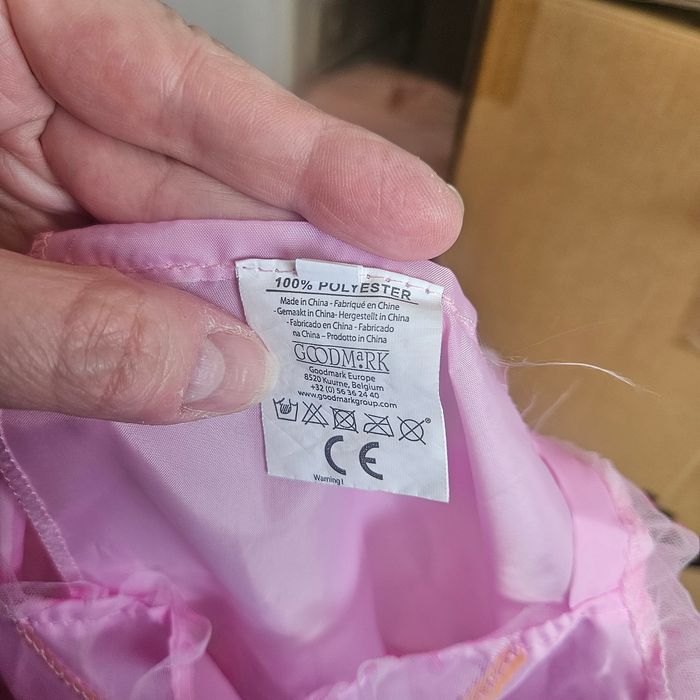 100% POLYESTER
Made in China - Fabriqué en Chine
- Gemaakt in China- Hergestellt in China
- Fabricado en China - Fabricado
na China - Prodotto in China
GOODMaRK
Goodmark Europe
8520 Kuurne, Belgium
+32 (0) 56 36 24 40
www.goodmarkgroup.com
CE
Warning !